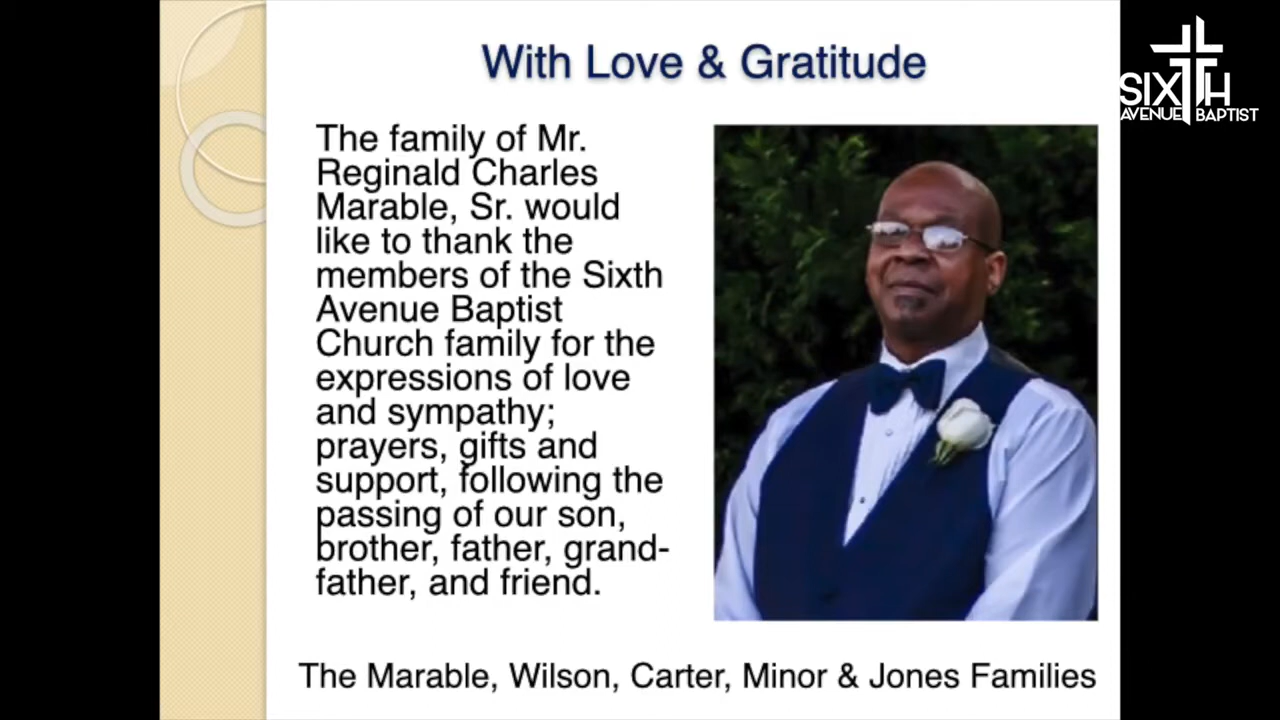 With Love & Gratitude
The family of Mr.
Reginald Charles
Marable, Sr. would
like to thank the
members of the Sixth
Avenue Baptist
Church family for the
expressions of love
and sympathy;
prayers, gifts and
support, following the
passing of our son,
brother, father, grand-
father, and friend.
The Marable, Wilson, Carter, Minor & Jones Families
SIXTH
AVENUE BAPTIST